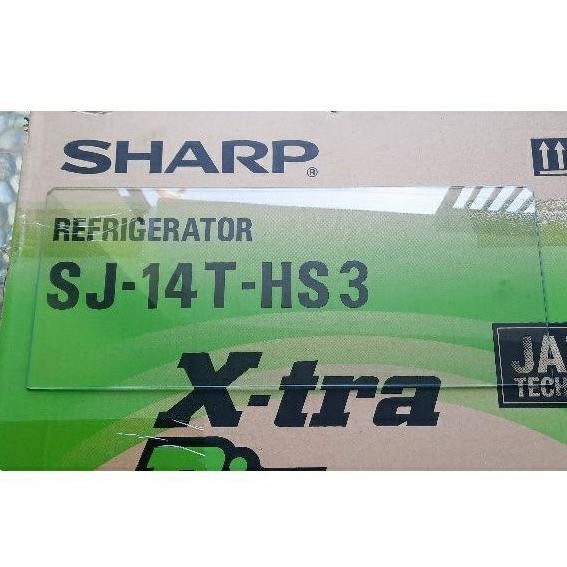 SHARP®
REFRIGERATOR
SJ-14T-HS3
X-tra